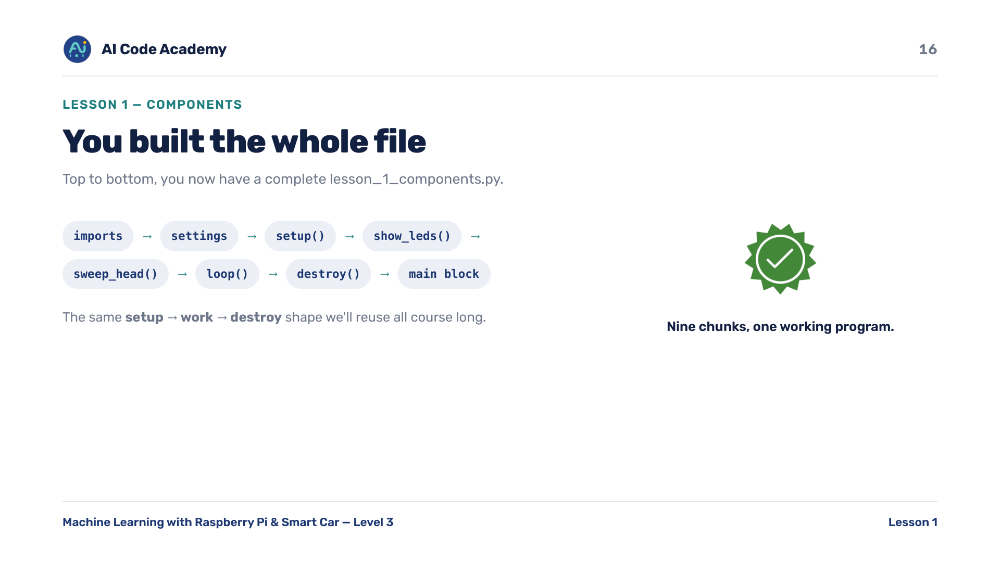 AI Code Academy
16
LESSON 1 — COMPONENTS
You built the whole file
Top to bottom, you now have a complete lesson_1_components.py.
imports → settings → setup() → show_leds() →
sweep_head() → loop() → destroy() → main block
The same setup → work → destroy shape we'll reuse all course long.
Nine chunks, one working program.
Machine Learning with Raspberry Pi & Smart Car — Level 3
Lesson 1